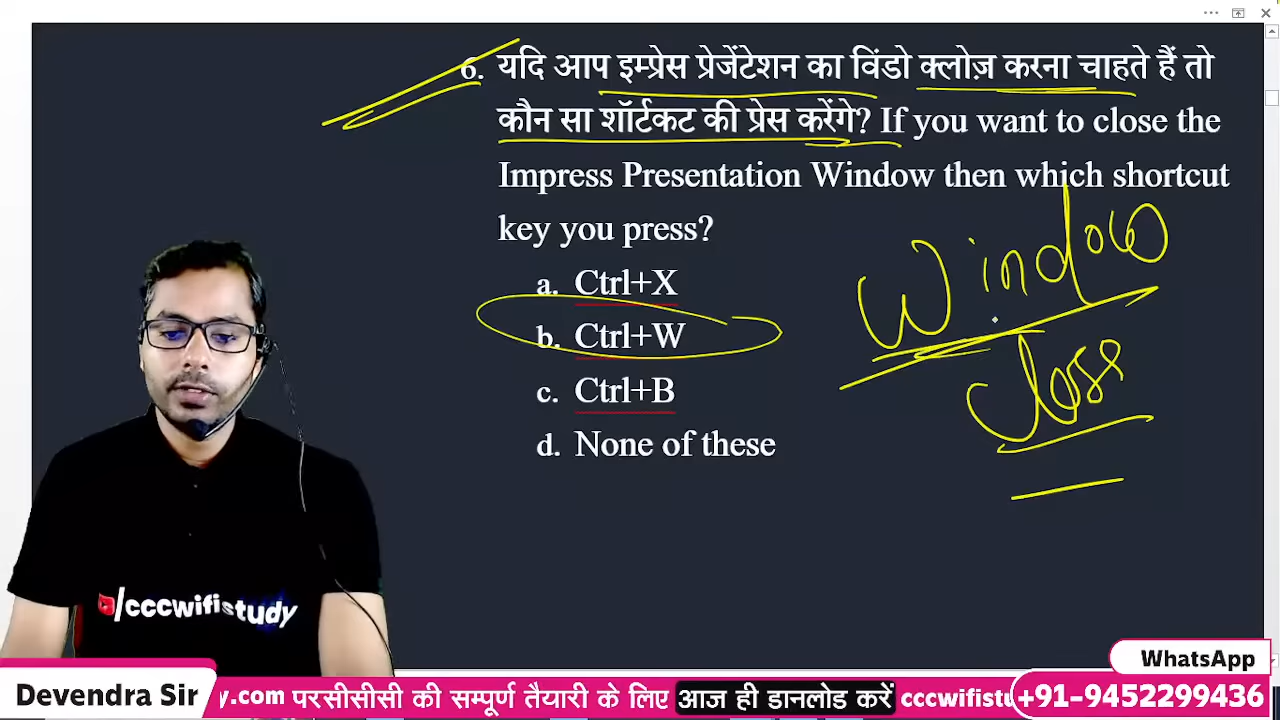 6. यदि आप इम्प्रेस प्रेजेंटेशन का विंडो क्लोज़ करना चाहते हैं तो
कौन सा शॉर्टकट की प्रेस करेंगे? If you want to close the
Impress Presentation Window then which shortcut
key you press?
a. Ctrl+X
b. Ctrl+W
c. Ctrl+B
d. None of these
Window
close
/cccwifistudy
WhatsApp
Devendra Sir
y.com परसीसीसी की सम्पूर्ण तैयारी के लिए आज ही डानलोड करें cccwifistu
+91-9452299436